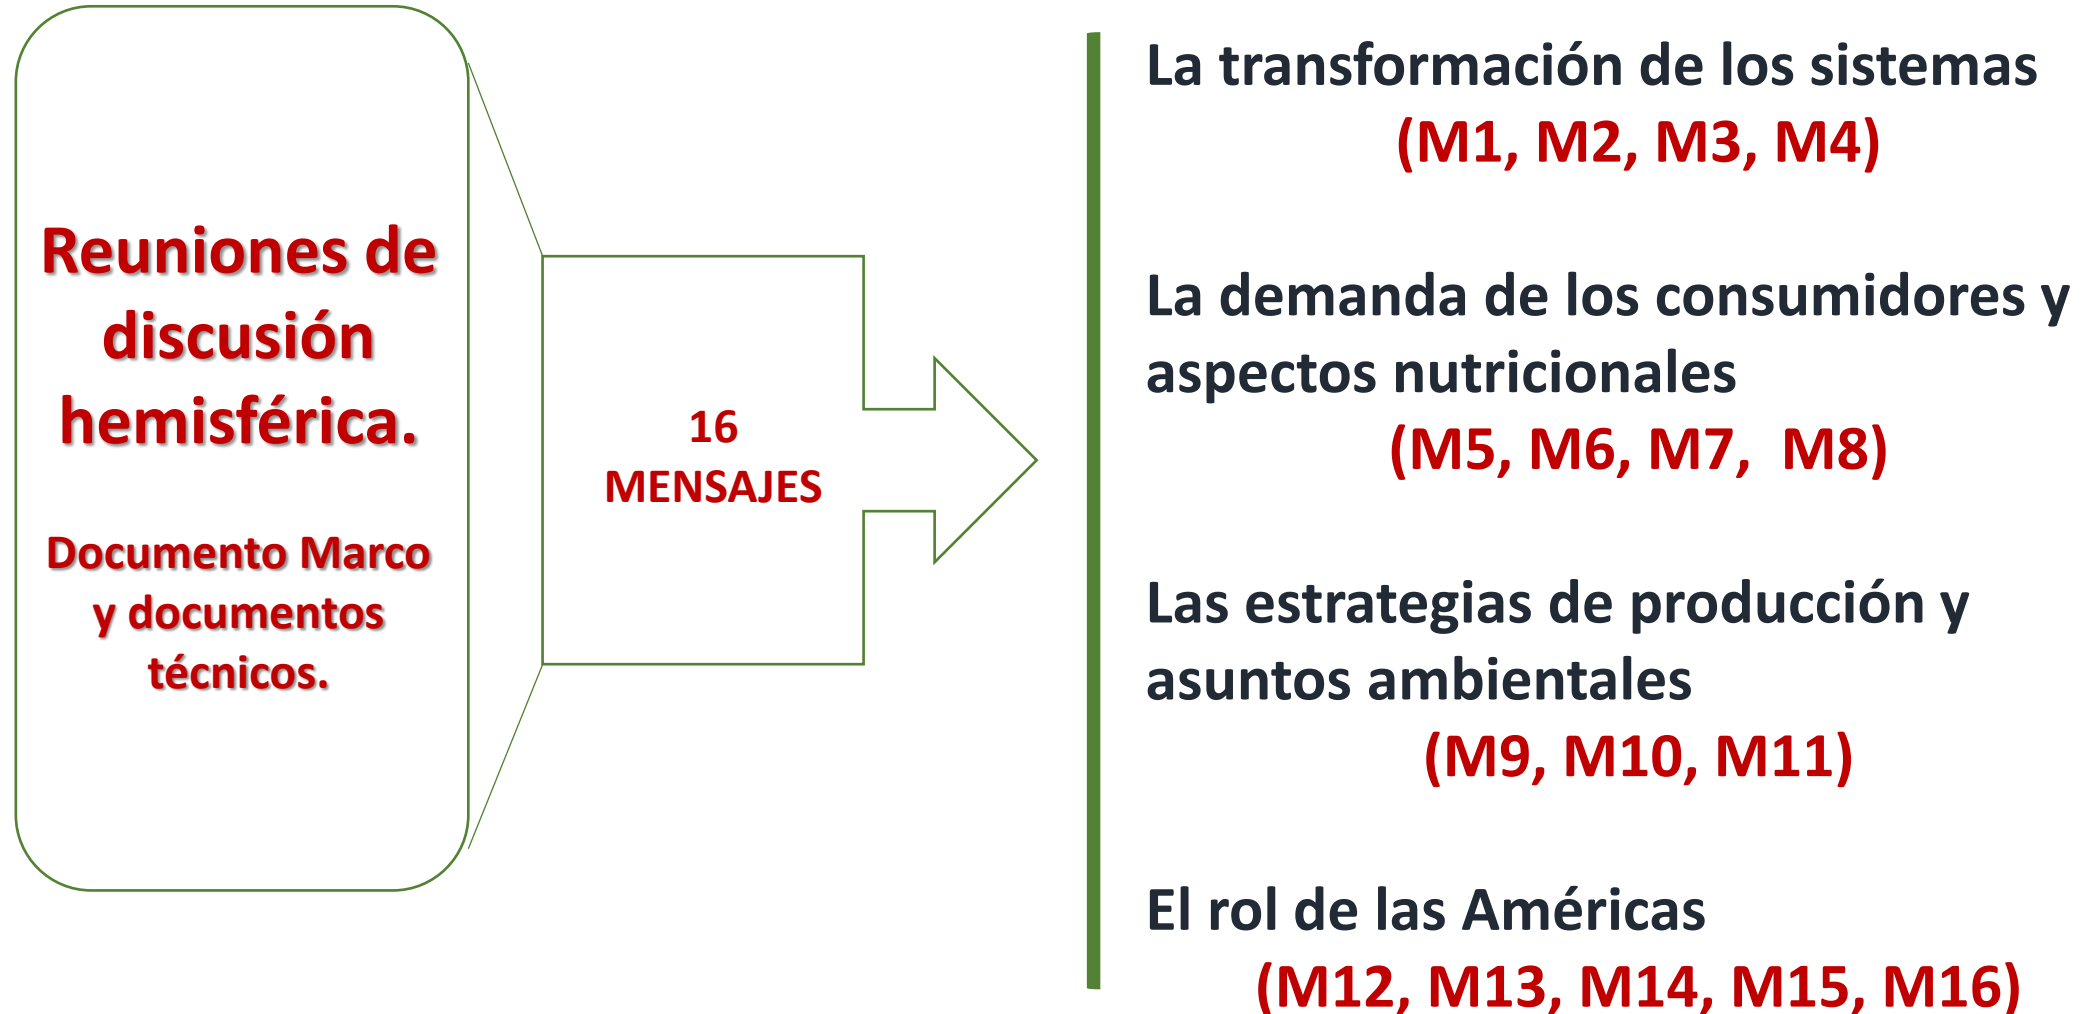 Reuniones de
discusión
hemisférica.
Documento Marco
y documentos
técnicos.
16
MENSAJES
La transformación de los sistemas
(M1, M2, M3, M4)
La demanda de los consumidores y
aspectos nutricionales
(M5, M6, M7,  M8)
Las estrategias de producción y
asuntos ambientales
(M9, M10, M11)
El rol de las Américas
(M12, M13, M14, M15, M16)